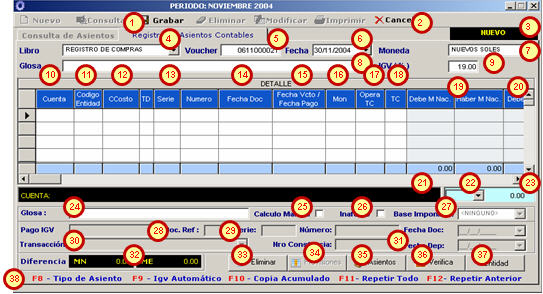 PERIODO: NOVIEMBRE 2004
Nuevo Consulta Grabar Eliminar Modificar Imprimir Cancel
1 2 3
Consulta de Asientos Registro Asientos Contables NUEVO
4 5 6 7
Libro REGISTRO DE COMPRAS Voucher 0611000021 Fecha 30/11/2004 Moneda NUEVOS SOLES
Glosa 8 IGV (%) 19.00 9
10 11 12 13 14 15 16 17 18 19 20
DETALLE
Cuenta Codigo Entidad CCosto TD Serie Numero Fecha Doc Fecha Vcto / Fecha Pago Mon Opera TC TC Debe M Nac. Haber M Nac. Debe
0.00 0.00
21 22 23
CUENTA: 0.00
24 25 26 27
Glosa : Calculo Ma Ina Base Impo <NINGUNO>
28 29
Pago IGV Doc. Ref : Serie: Número: Fecha Doc: __/__/__
30 31
Transacción Nro Cons ncia: Fecha Dep: __/__/__
32 33 34 35 36 37
Diferencia MN 0.00 ME 0.00 Eliminar Asientos Verifica Entidad
38 F8 - Tipo de Asiento F9 - Igv Automático F10 - Copia Acumulado F11- Repetir Todo F12- Repetir Anterior